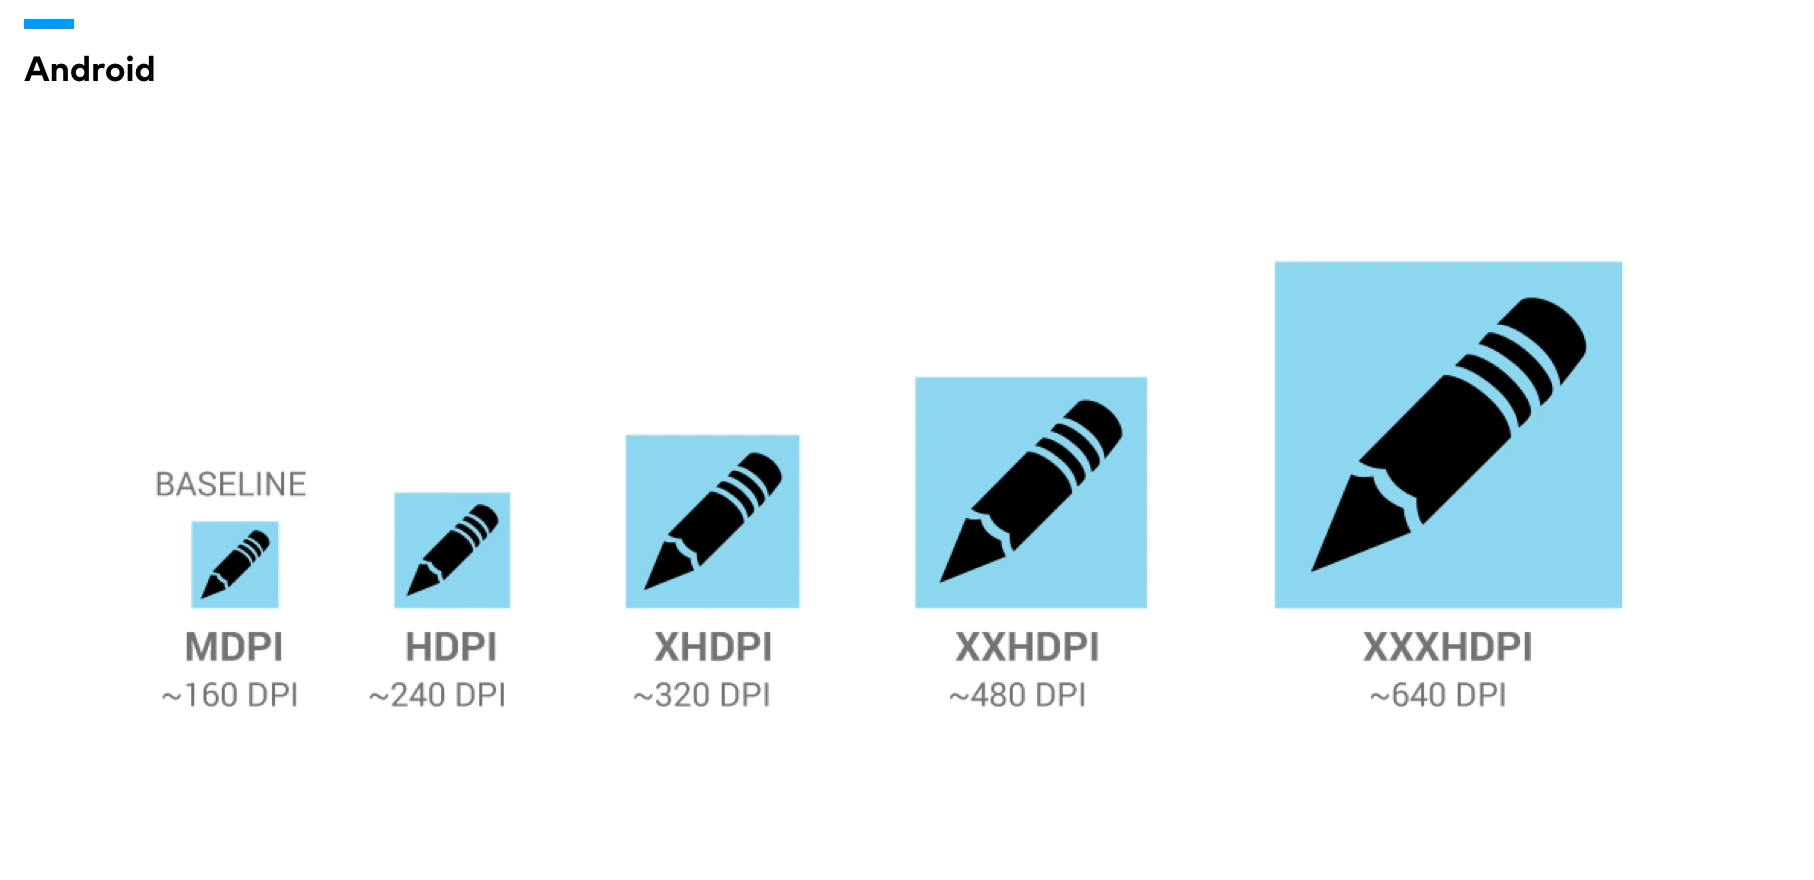 Android
BASELINE
MDPI
~160 DPI
HDPI
~240 DPI
XHDPI
~320 DPI
XXHDPI
~480 DPI
XXXHDPI
~640 DPI